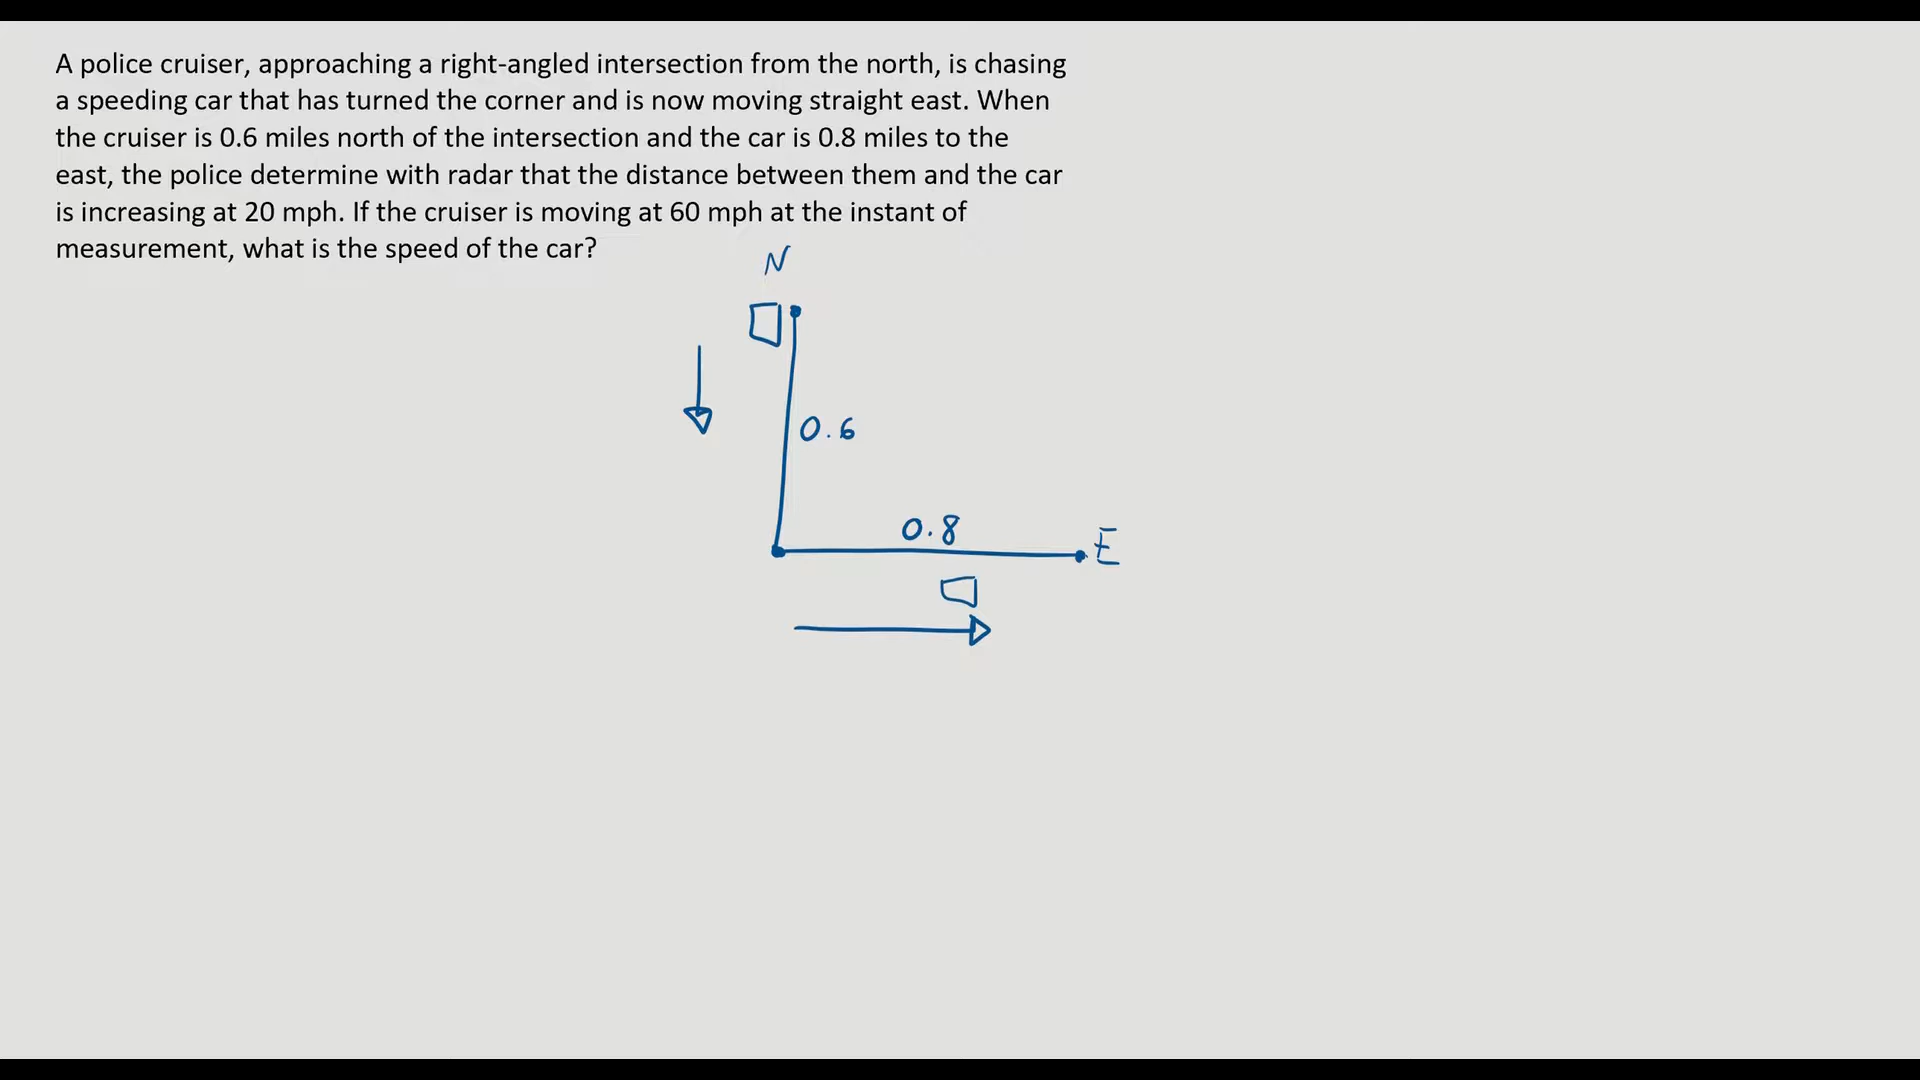 A police cruiser, approaching a right-angled intersection from the north, is chasing
a speeding car that has turned the corner and is now moving straight east. When
the cruiser is 0.6 miles north of the intersection and the car is 0.8 miles to the
east, the police determine with radar that the distance between them and the car
is increasing at 20 mph. If the cruiser is moving at 60 mph at the instant of
measurement, what is the speed of the car?
N
0.6
0.8
E